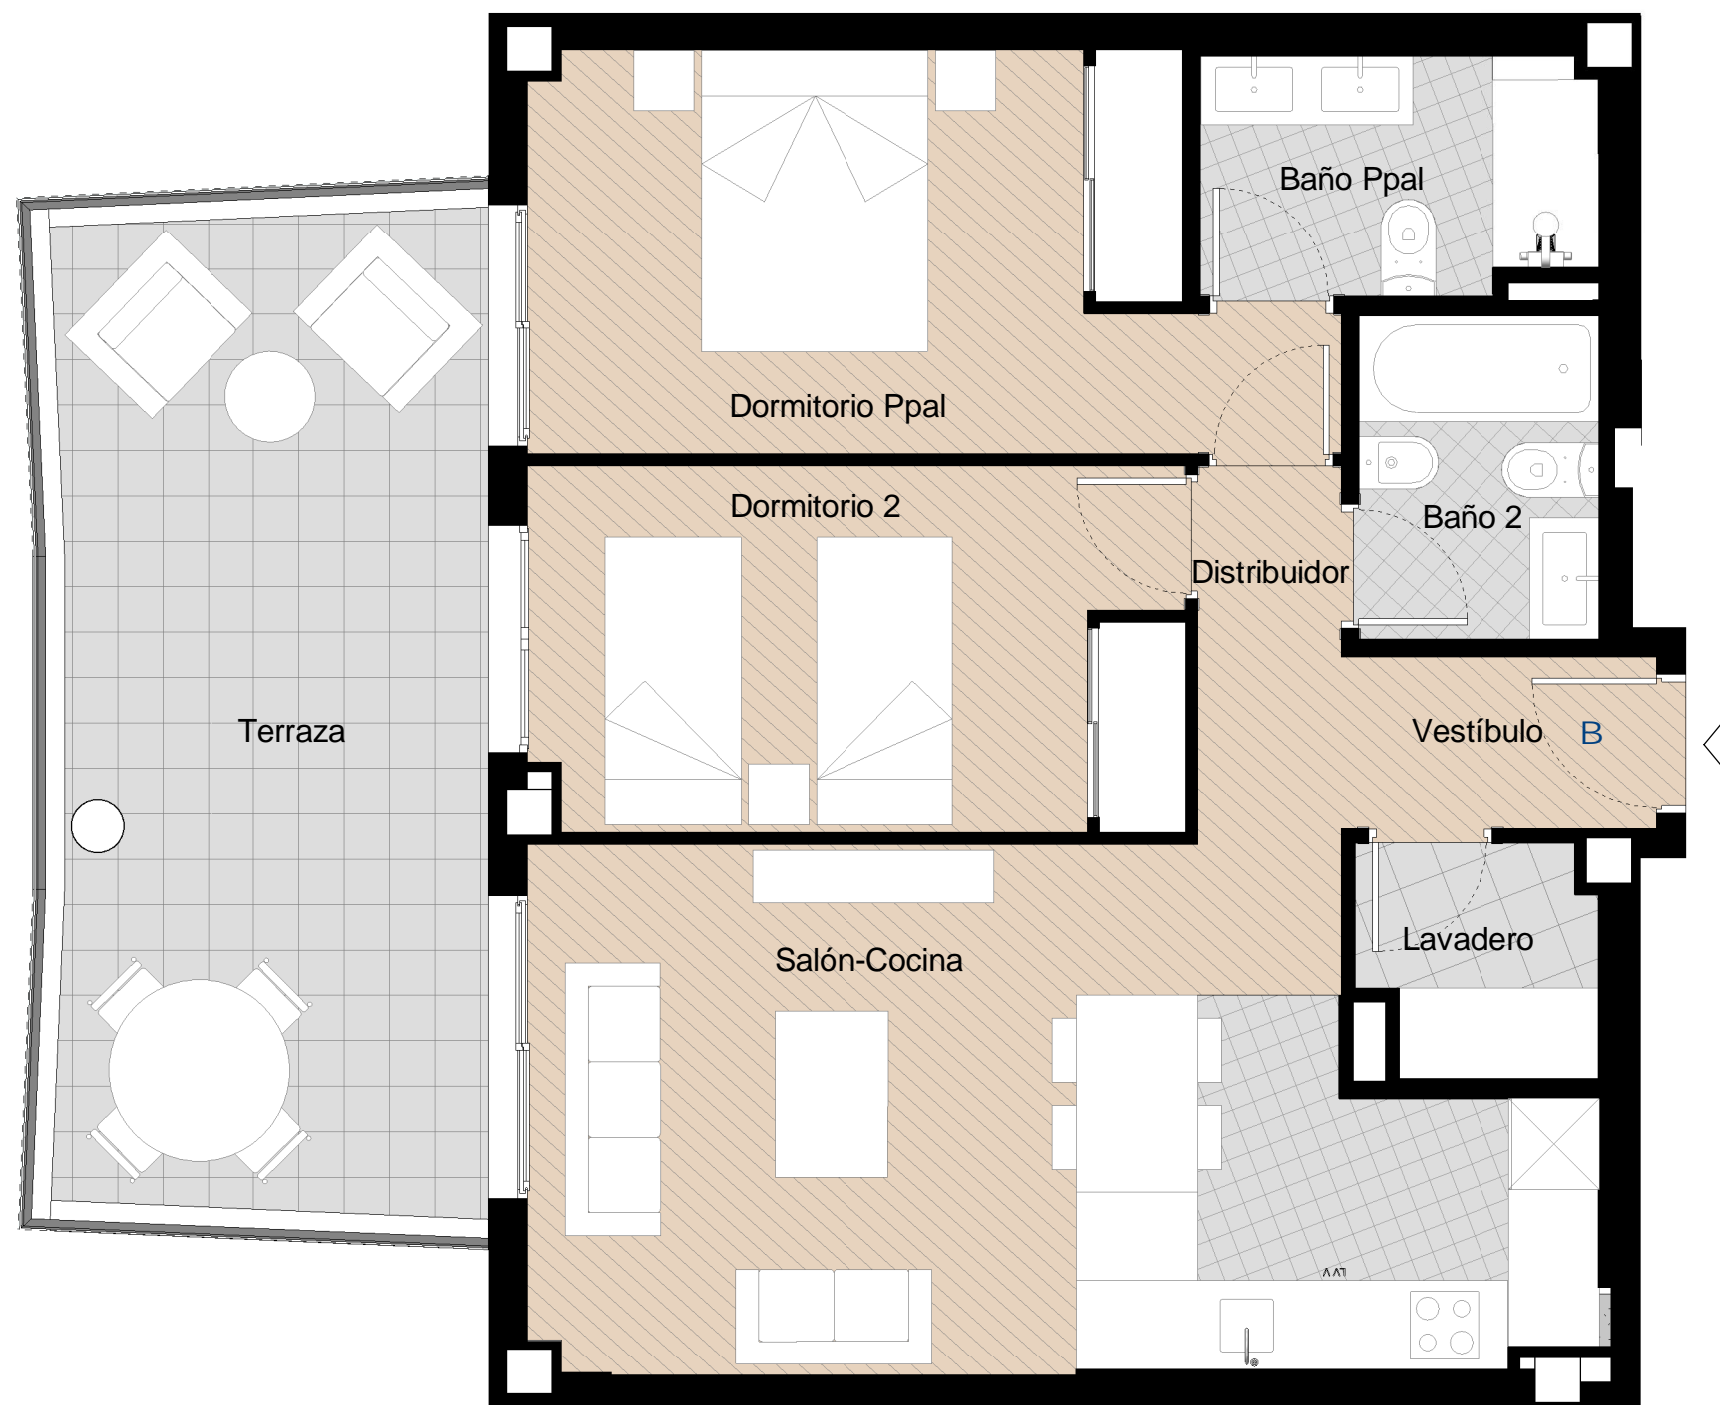 Baño Ppal
Dormitorio Ppal
Dormitorio 2
Baño 2
Distribuidor
Terraza
Vestíbulo
B
Lavadero
Salón-Cocina